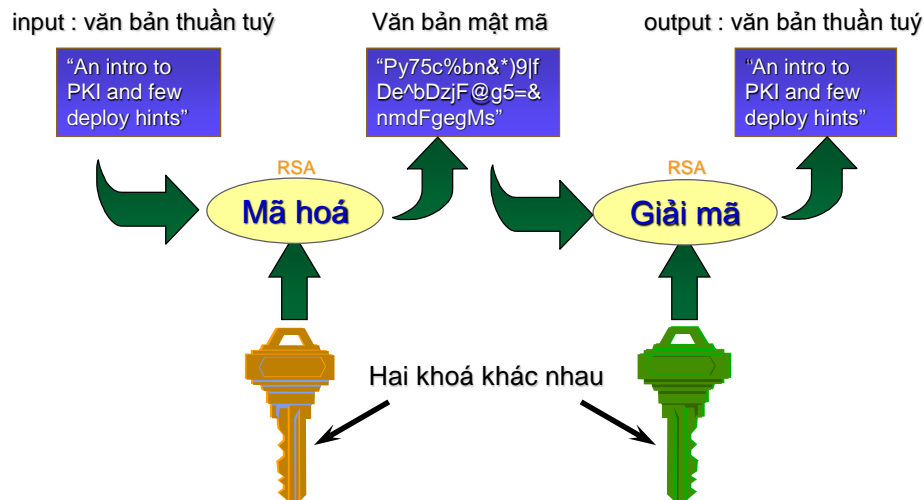 input : văn bản thuần tuý
Văn bản mật mã
output : văn bản thuần tuý
“An intro to
PKI and few
deploy hints”
“Py75c%bn&*)9|f
De^bDzjF@g5=&
nmdFgegMs”
“An intro to
PKI and few
deploy hints”
RSA
Mã hoá
RSA
Giải mã
Hai khoá khác nhau